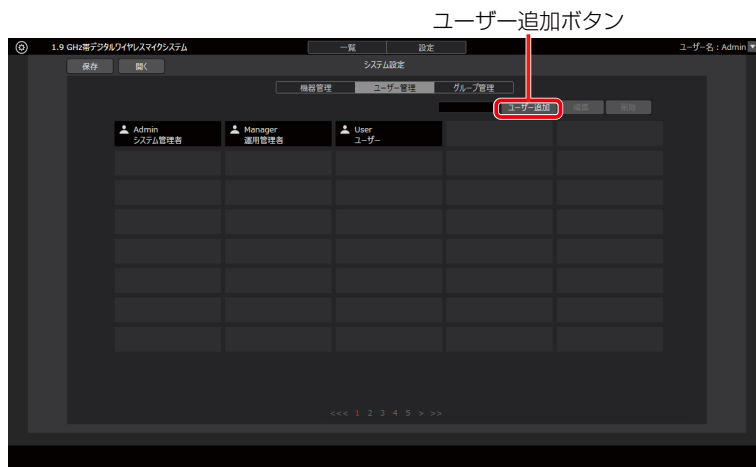 ユーザー追加ボタン
1.9 GHz帯デジタルワイヤレスマイクシステム 一覧 設定 ユーザー名：Admin
保存 開く システム設定
機器管理 ユーザー管理 グループ管理
ユーザー追加 編集 削除
Admin Manager User
システム管理者 運用管理者 ユーザー
<<< 1 2 3 4 5 > >>